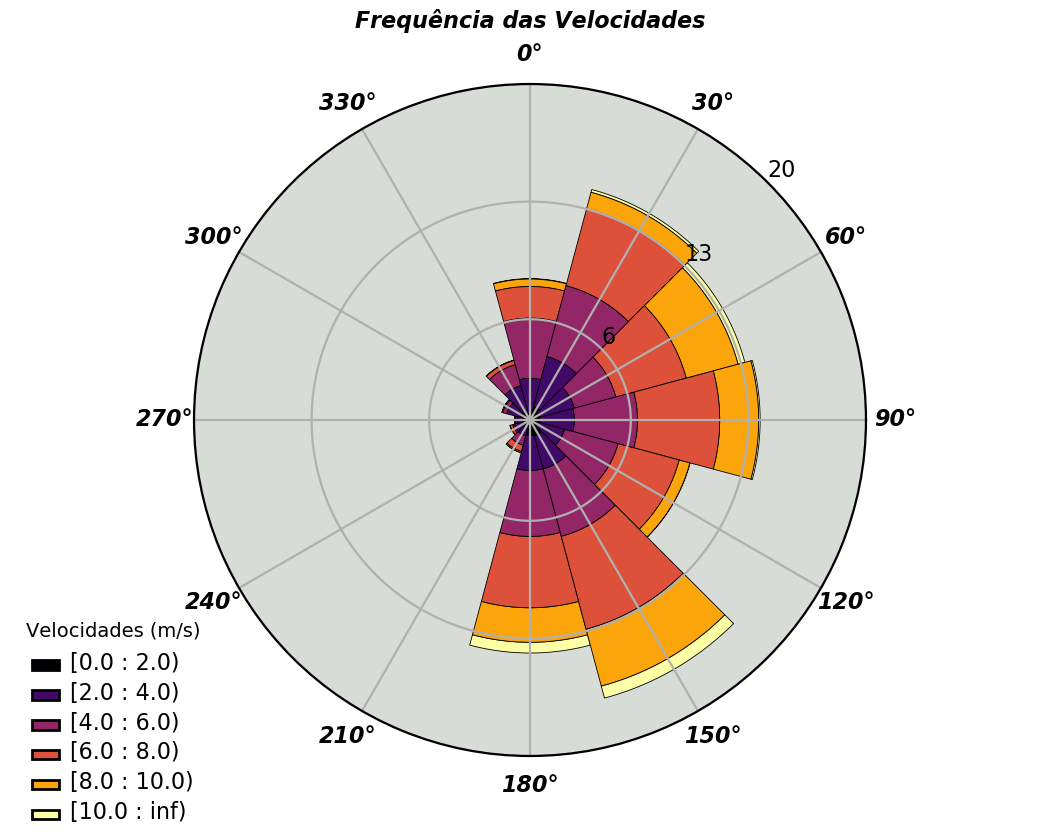 Frequência das Velocidades
0°
330°
30°
20
300°
60°
13
6
270°
90°
240°
120°
210°
150°
180°
Velocidades (m/s)
[0.0 : 2.0)
[2.0 : 4.0)
[4.0 : 6.0)
[6.0 : 8.0)
[8.0 : 10.0)
[10.0 : inf)